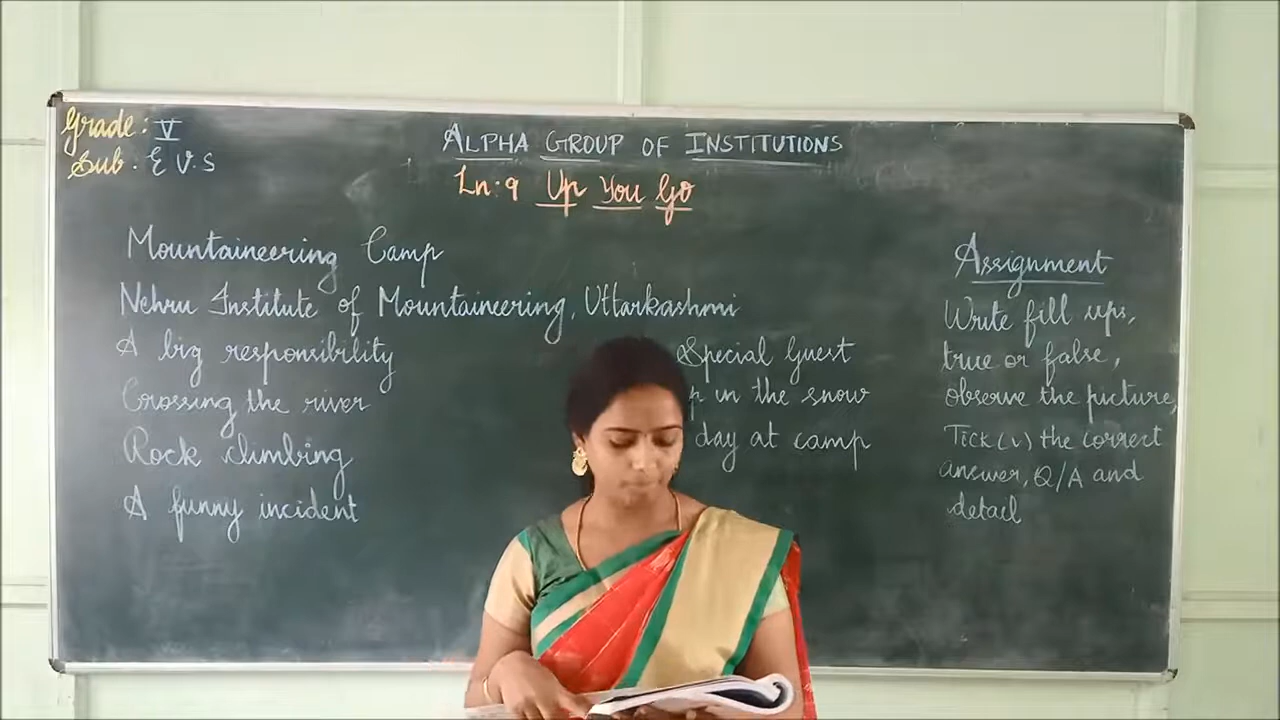 Grade: V
Sub. E V.S
ALPHA GROUP OF INSTITUTIONS
Ln:9 Up You Go
Mountaineering Camp
Nehru Institute of Mountaineering, Uttarkashmi
A big responsibility
Crossing the river
Rock climbing
A funny incident
Special Guest
p in the snow
day at camp
Assignment
Write fill ups,
true or false,
observe the picture,
TICK (✓) the correct
answer, Q/A and
detail